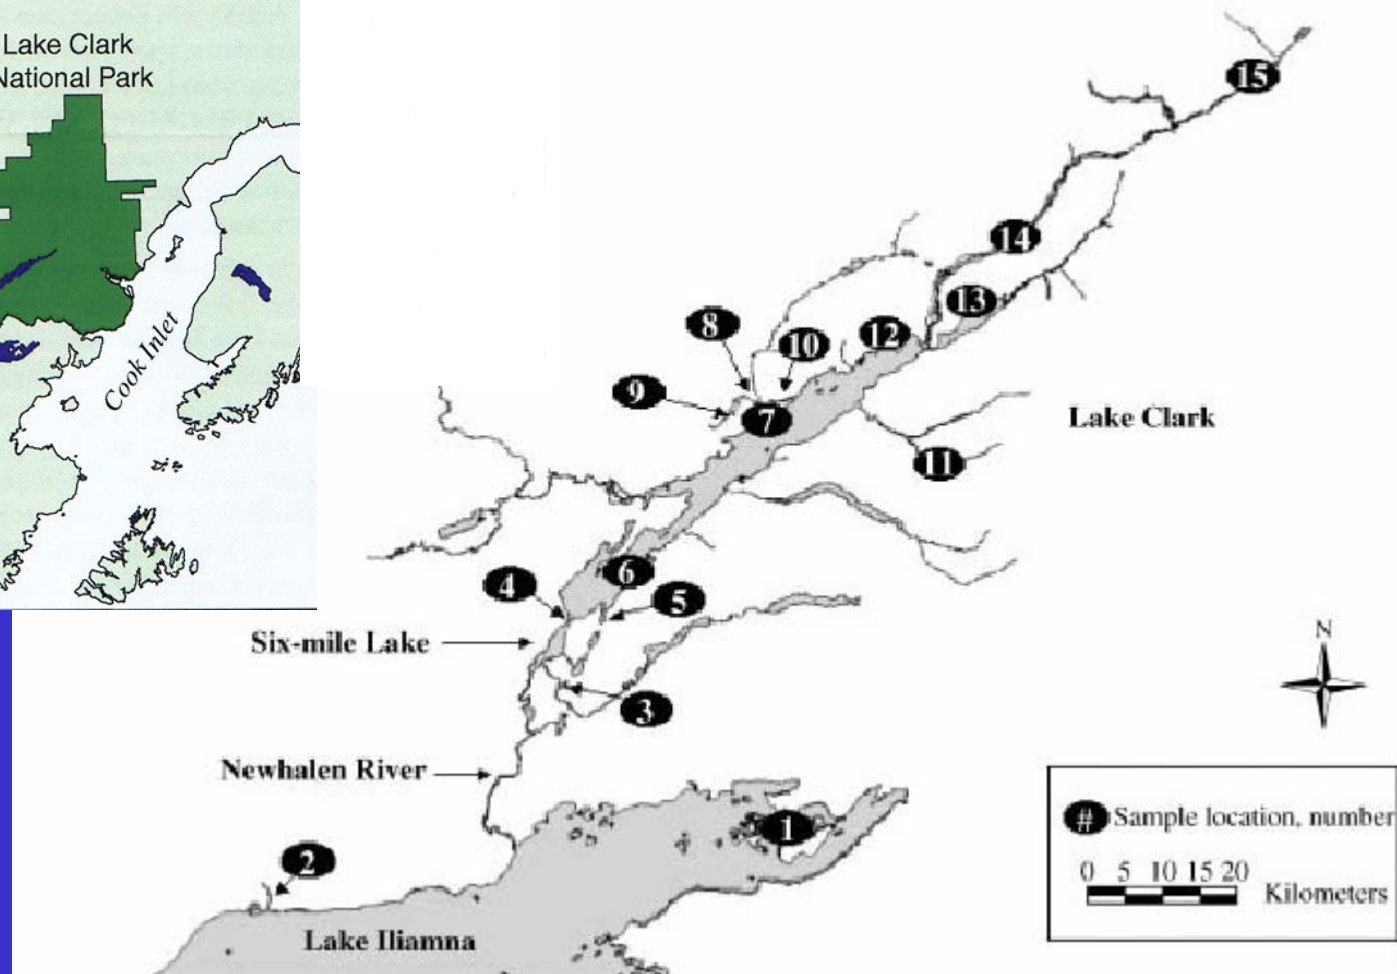 Lake Clark
National Park
Cook Inlet
15
14
13
12
8
10
9
7
Lake Clark
11
6
4
5
Six-mile Lake
3
N
Newhalen River
1
# Sample location, number
2
0 5 10 15 20
Kilometers
Lake Iliamna